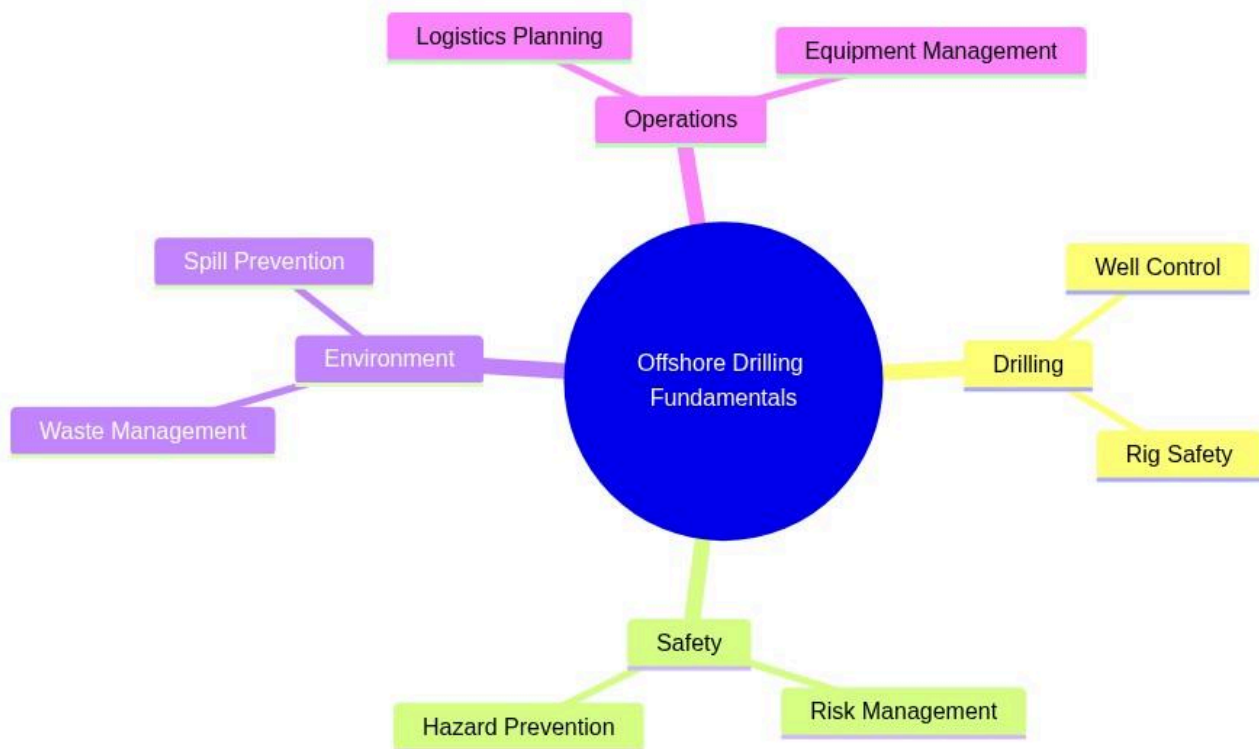 Logistics Planning
Equipment Management
Operations
Spill Prevention
Well Control
Environment
Offshore Drilling
Fundamentals
Drilling
Waste Management
Rig Safety
Safety
Hazard Prevention
Risk Management